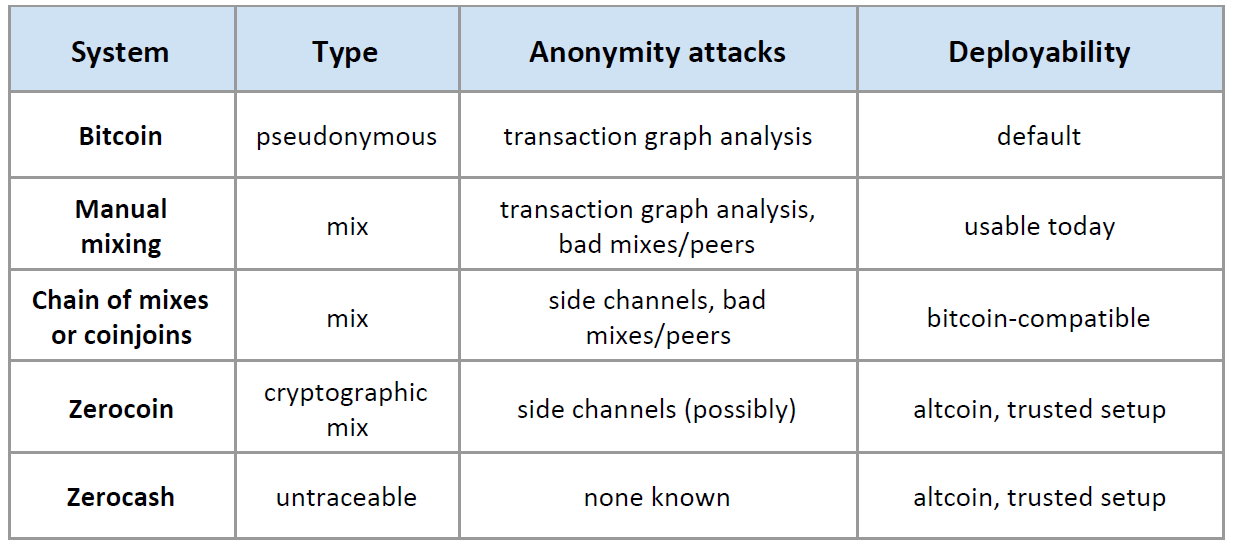 System Type Anonymity attacks Deployability
Bitcoin pseudonymous transaction graph analysis default
Manual
mixing
mix
transaction graph analysis,
bad mixes/peers
usable today
Chain of mixes
or coinjoins
mix
side channels, bad
mixes/peers
bitcoin-compatible
Zerocoin
cryptographic
mix
side channels (possibly)
altcoin, trusted setup
Zerocash untraceable none known altcoin, trusted setup